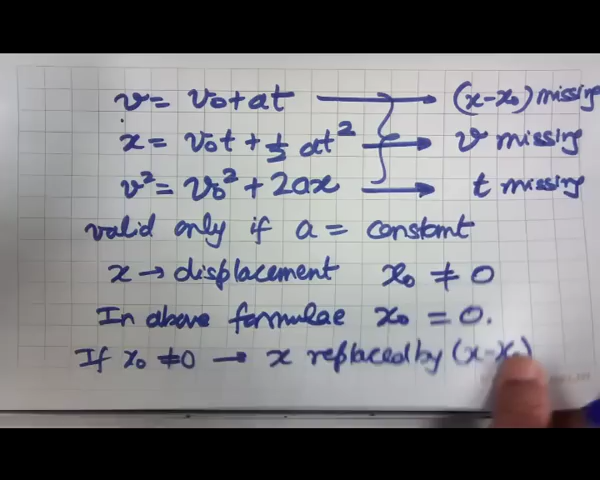 v = v₀ + at → (x-x₀) missing
x = v₀t + ½ at² → v missing
v² = v₀² + 2ax → t missing
valid only if a = constant
x → displacement x₀ ≠ 0
In above formulae x₀ = 0.
If x₀ ≠ 0 → x replaced by (x-x₀)